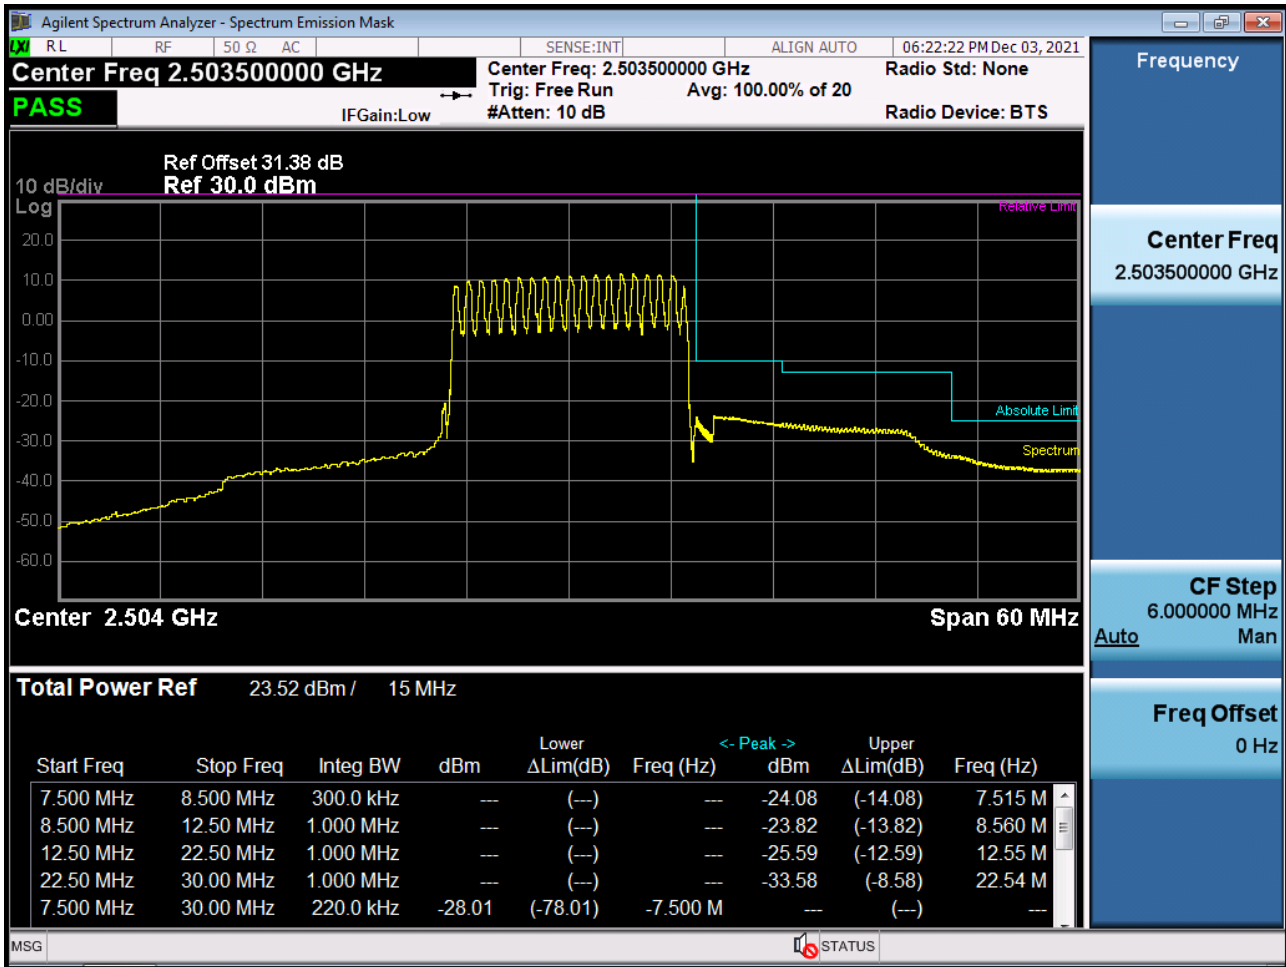 Agilent Spectrum Analyzer - Spectrum Emission Mask
LXI RL RF 50 Ω AC SENSE:INT ALIGN AUTO 06:22:22 PM Dec 03, 2021
Center Freq 2.503500000 GHz
PASS
IFGain:Low
Center Freq: 2.503500000 GHz
Trig: Free Run Avg: 100.00% of 20
#Atten: 10 dB
Radio Std: None
Radio Device: BTS
Ref Offset 31.38 dB
10 dB/div Ref 30.0 dBm
Log
Relative Limit
20.0
10.0
0.00
-10.0
-20.0
Absolute Limit
-30.0
Spectrum
-40.0
-50.0
-60.0
Center 2.504 GHz Span 60 MHz
Total Power Ref 23.52 dBm / 15 MHz
Lower <- Peak -> Upper
Start Freq Stop Freq Integ BW dBm ΔLim(dB) Freq (Hz) dBm ΔLim(dB) Freq (Hz)
7.500 MHz 8.500 MHz 300.0 kHz --- (---) --- -24.08 (-14.08) 7.515 M
8.500 MHz 12.50 MHz 1.000 MHz --- (---) --- -23.82 (-13.82) 8.560 M
12.50 MHz 22.50 MHz 1.000 MHz --- (---) --- -25.59 (-12.59) 12.55 M
22.50 MHz 30.00 MHz 1.000 MHz --- (---) --- -33.58 (-8.58) 22.54 M
7.500 MHz 30.00 MHz 220.0 kHz -28.01 (-78.01) -7.500 M --- (---) ---
MSG STATUS
Frequency
Center Freq
2.503500000 GHz
CF Step
6.000000 MHz
Auto Man
Freq Offset
0 Hz